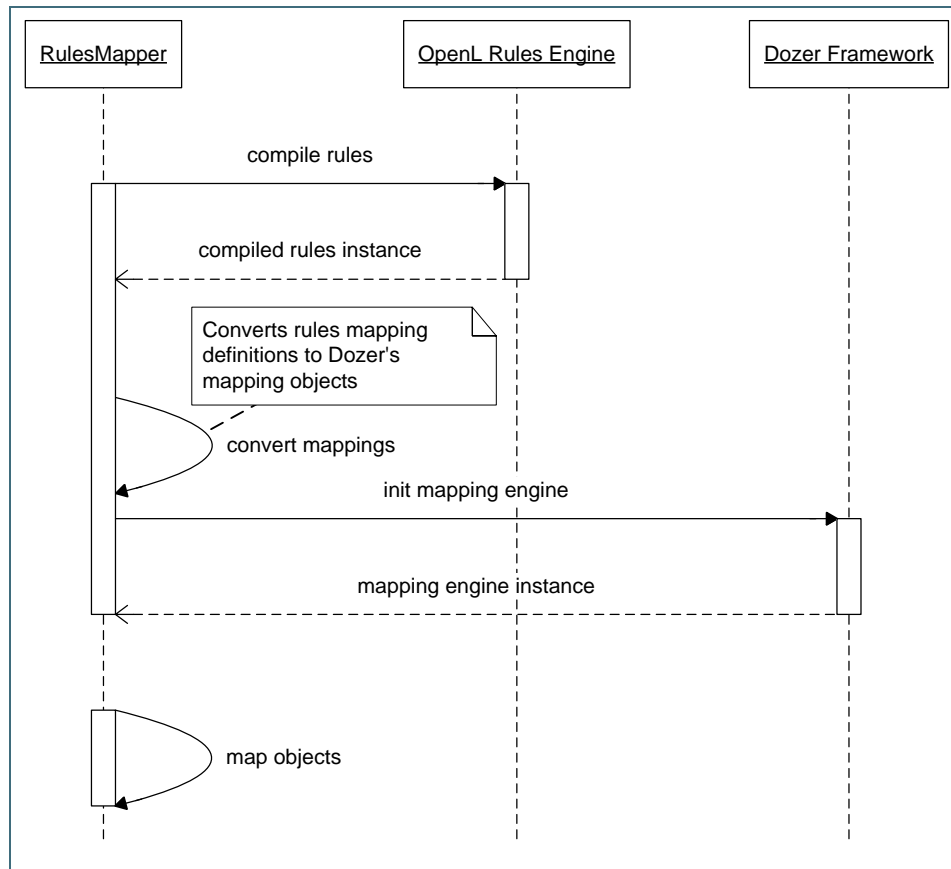 RulesMapper
OpenL Rules Engine
Dozer Framework
compile rules
compiled rules instance
Converts rules mapping
definitions to Dozer's
mapping objects
convert mappings
init mapping engine
mapping engine instance
map objects